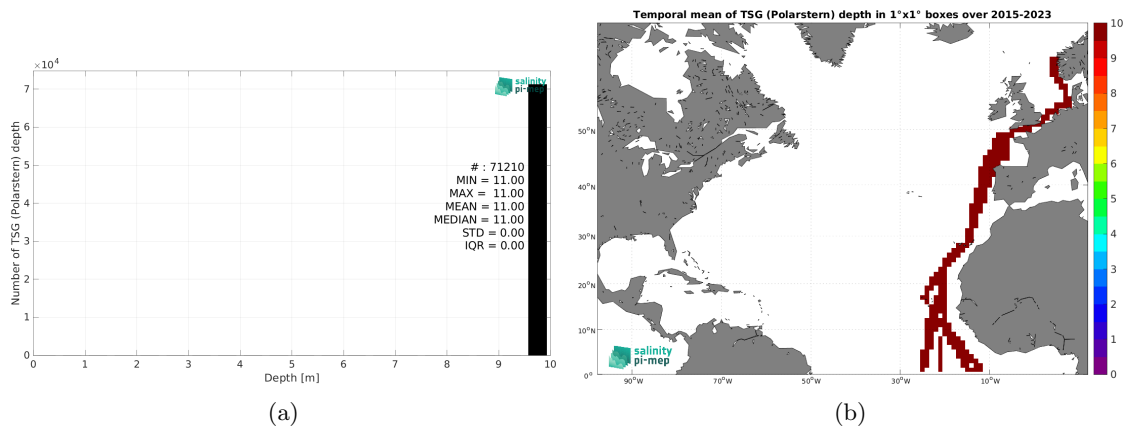 ×10⁴
7
6
5
4
3
2
1
0
Number of TSG (Polarstern) depth
salinity
pi-mep
# : 71210
MIN = 11.00
MAX = 11.00
MEAN = 11.00
MEDIAN = 11.00
STD = 0.00
IQR = 0.00
0 1 2 3 4 5 6 7 8 9 10
Depth [m]
(a)
Temporal mean of TSG (Polarstern) depth in 1°x1° boxes over 2015-2023
50°N
40°N
30°N
20°N
10°N
0°
90°W 70°W 50°W 30°W 10°W
salinity
pi-mep
10
9
8
7
6
5
4
3
2
1
0
(b)